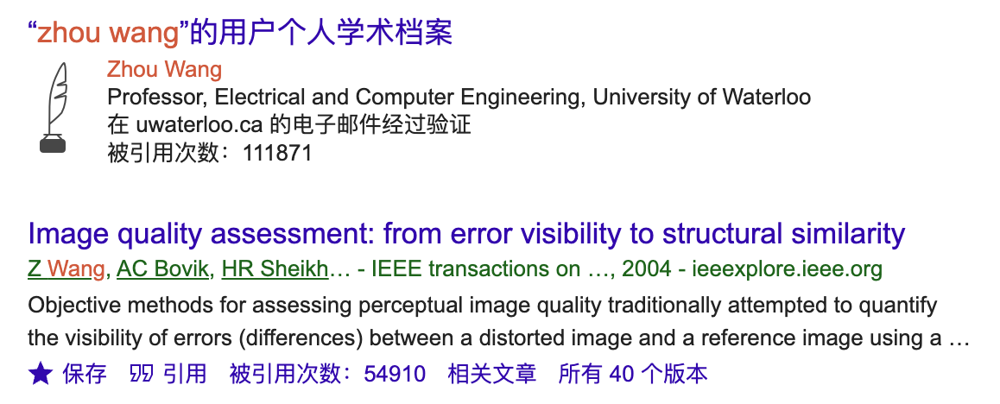 “zhou wang”的用户个人学术档案
Zhou Wang
Professor, Electrical and Computer Engineering, University of Waterloo
在 uwaterloo.ca 的电子邮件经过验证
被引用次数：111871
Image quality assessment: from error visibility to structural similarity
Z Wang, AC Bovik, HR Sheikh… - IEEE transactions on …, 2004 - ieeexplore.ieee.org
Objective methods for assessing perceptual image quality traditionally attempted to quantify
the visibility of errors (differences) between a distorted image and a reference image using a …
保存 引用 被引用次数：54910 相关文章 所有 40 个版本